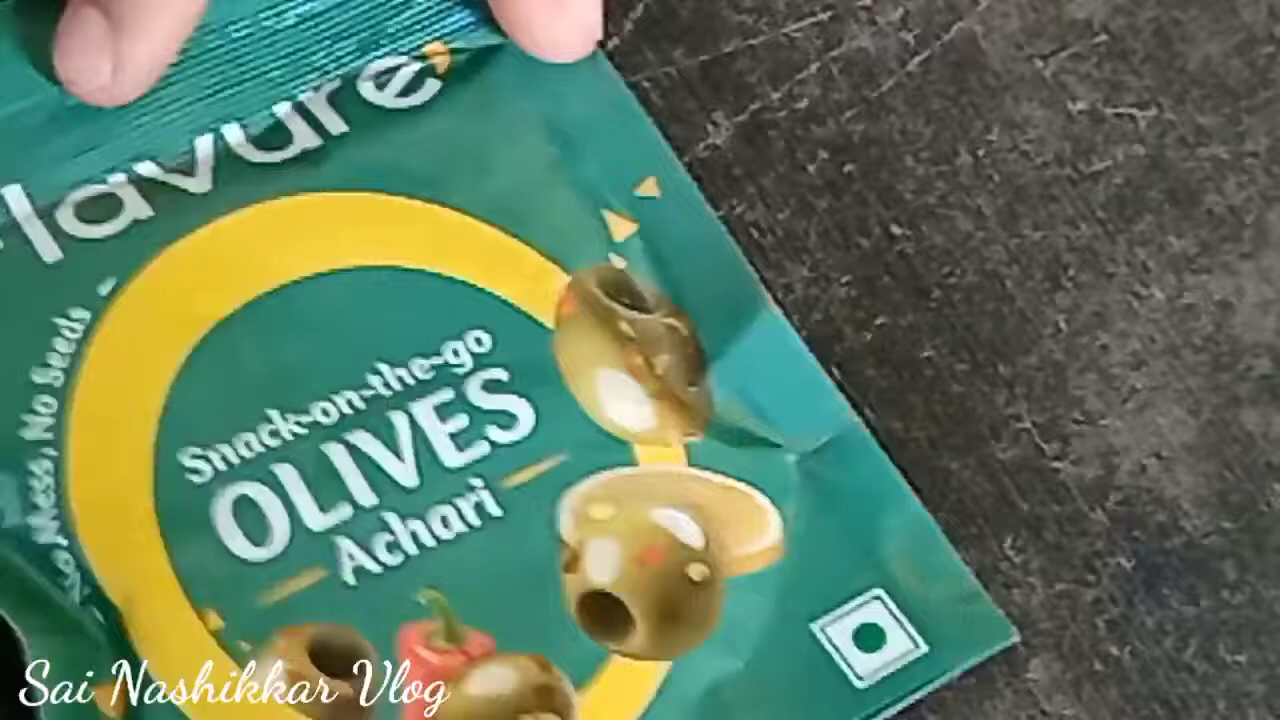 Flavure
No Mess, No Seeds -
Snack-on-the-go
OLIVES
Achari
Sai Nashikkar Vlog